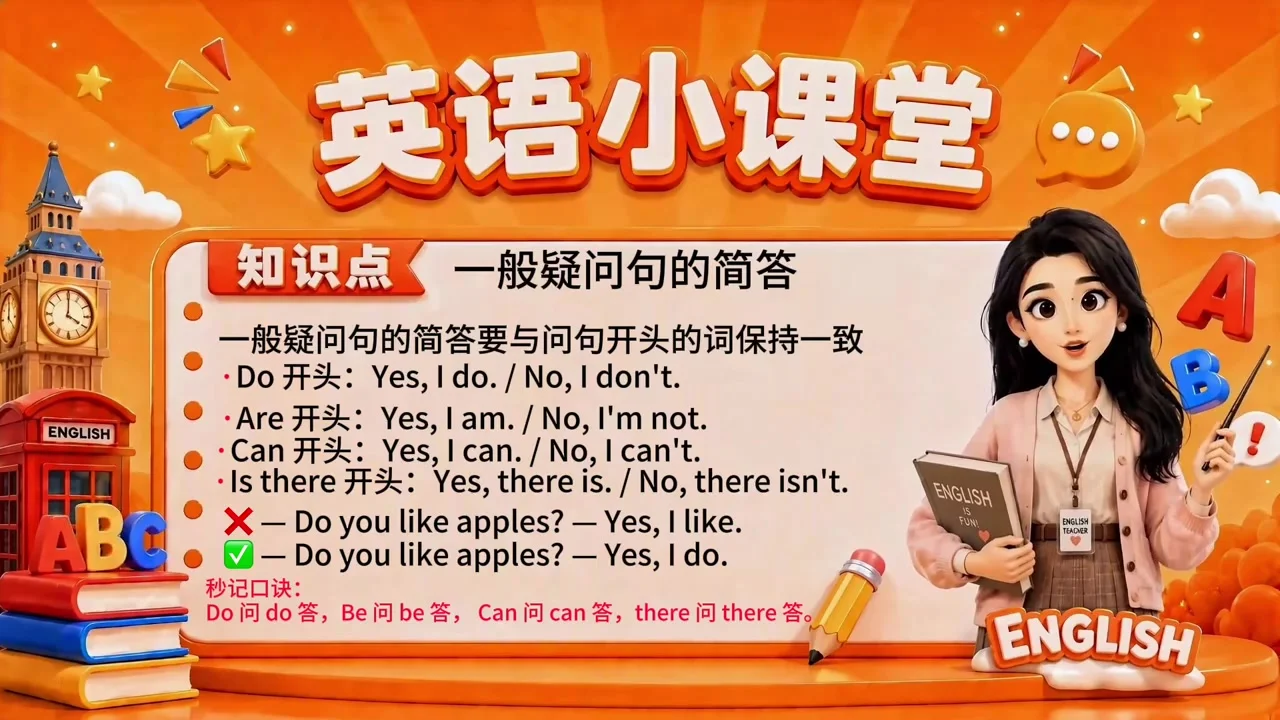 英语小课堂
知识点
一般疑问句的简答
一般疑问句的简答要与问句开头的词保持一致
·Do 开头：Yes, I do. / No, I don't.
·Are 开头：Yes, I am. / No, I'm not.
·Can 开头：Yes, I can. / No, I can't.
·Is there 开头：Yes, there is. / No, there isn't.
❌ — Do you like apples? — Yes, I like.
✅ — Do you like apples? — Yes, I do.
秒记口诀：
Do 问 do 答，Be 问 be 答， Can 问 can 答，there 问 there 答。
ENGLISH
ABC
A
B
!
ENGLISH
IS
FUN!
ENGLISH
TEACHER
ENGLISH